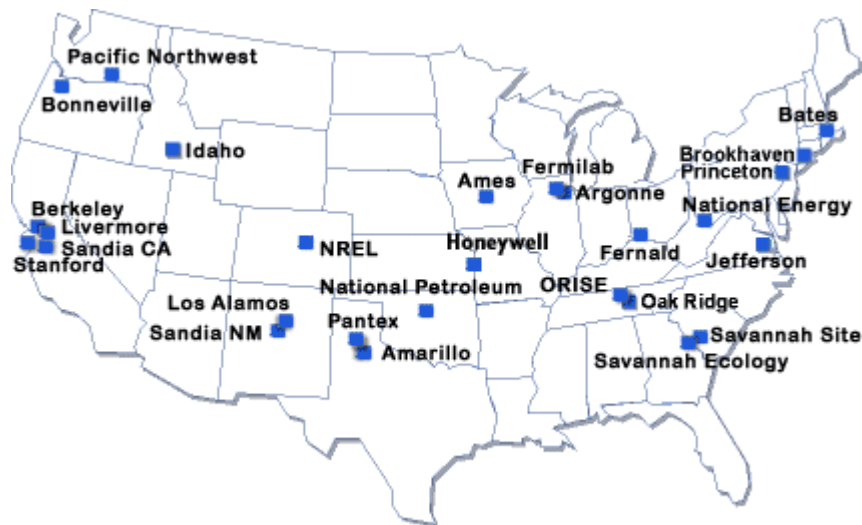 Pacific Northwest
Bonneville
Bates
Idaho
Fermilab
Brookhaven
Ames
Argonne
Princeton
National Energy
Berkeley
Livermore
Sandia CA
Stanford
NREL
Honeywell
Fernald
Jefferson
National Petroleum
ORISE
Los Alamos
Oak Ridge
Sandia NM
Pantex
Amarillo
Savannah Site
Savannah Ecology